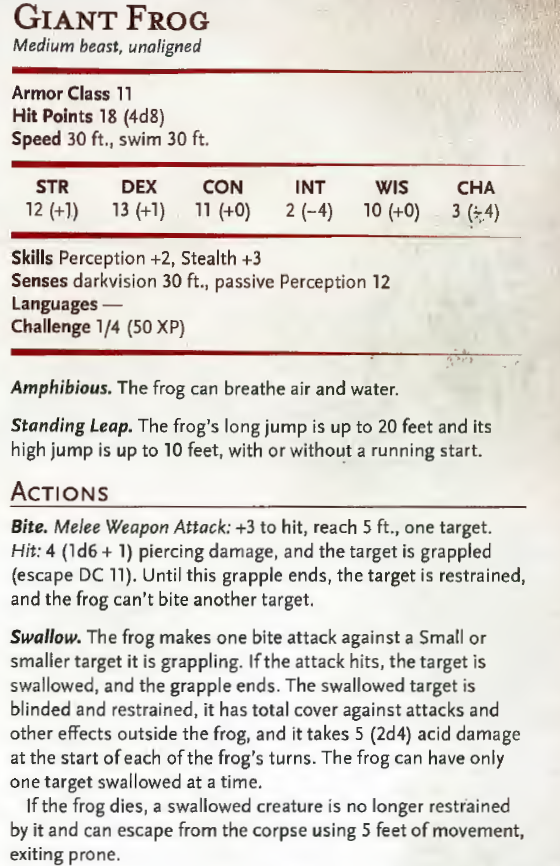 GIANT FROG
Medium beast, unaligned
Armor Class 11
Hit Points 18 (4d8)
Speed 30 ft., swim 30 ft.
STR DEX CON INT WIS CHA
12 (+1) 13 (+1) 11 (+0) 2 (−4) 10 (+0) 3 (−4)
Skills Perception +2, Stealth +3
Senses darkvision 30 ft., passive Perception 12
Languages —
Challenge 1/4 (50 XP)
Amphibious. The frog can breathe air and water.
Standing Leap. The frog's long jump is up to 20 feet and its
high jump is up to 10 feet, with or without a running start.
ACTIONS
Bite. Melee Weapon Attack: +3 to hit, reach 5 ft., one target.
Hit: 4 (1d6 + 1) piercing damage, and the target is grappled
(escape DC 11). Until this grapple ends, the target is restrained,
and the frog can't bite another target.
Swallow. The frog makes one bite attack against a Small or
smaller target it is grappling. If the attack hits, the target is
swallowed, and the grapple ends. The swallowed target is
blinded and restrained, it has total cover against attacks and
other effects outside the frog, and it takes 5 (2d4) acid damage
at the start of each of the frog's turns. The frog can have only
one target swallowed at a time.
If the frog dies, a swallowed creature is no longer restrained
by it and can escape from the corpse using 5 feet of movement,
exiting prone.